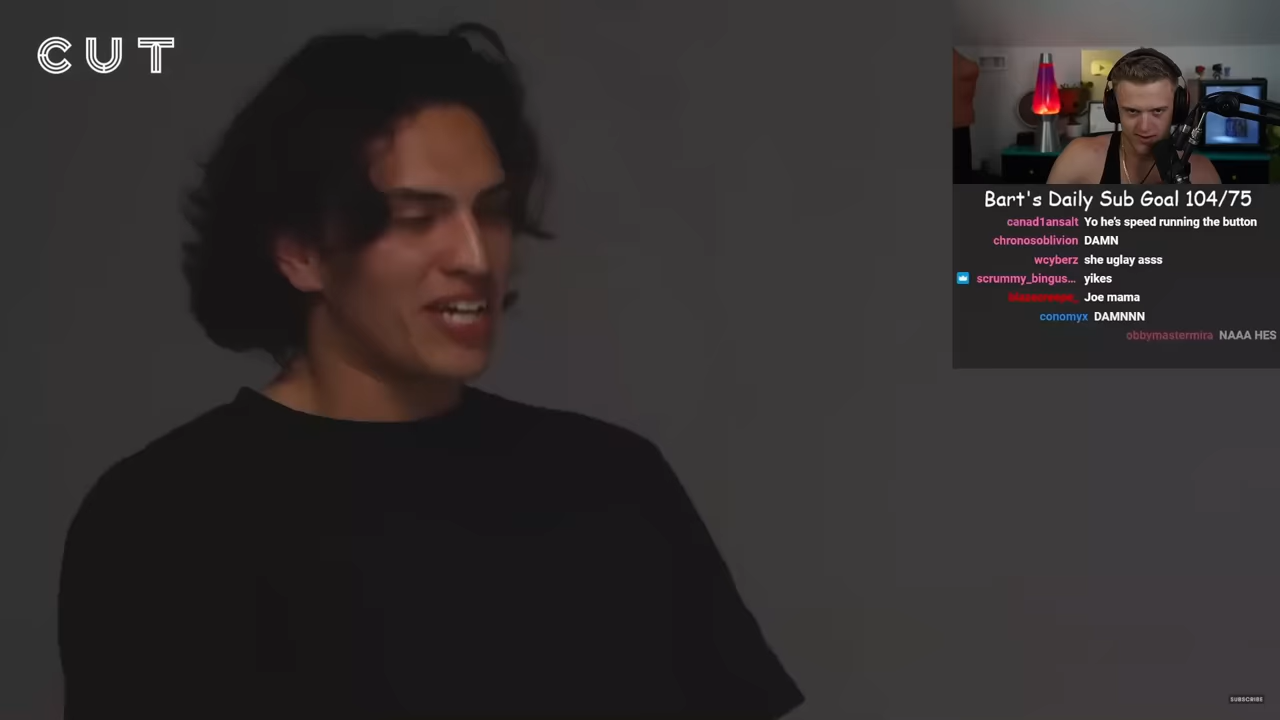 CUT
Bart's Daily Sub Goal 104/75
canad1ansalt Yo he's speed running the button
chronosoblivion DAMN
wcyberz she uglay asss
scrummy_bingus... yikes
Joe mama
conomyx DAMNNN
obbymastermira NAAA HES
SUBSCRIBE